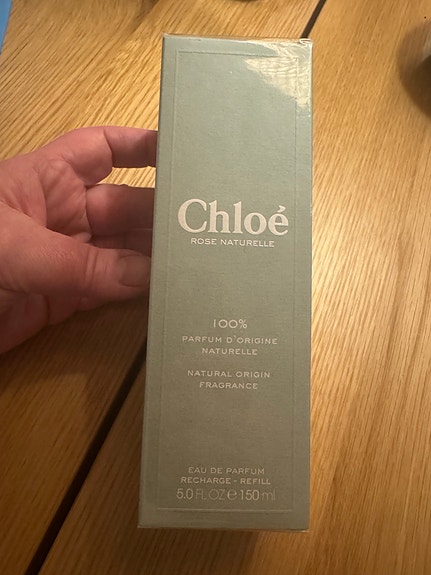 Chloé
ROSE NATURELLE
100%
PARFUM D'ORIGINE
NATURELLE
NATURAL ORIGIN
FRAGRANCE
EAU DE PARFUM
RECHARGE - REFILL
5.0 FL.OZ ℮ 150 ml